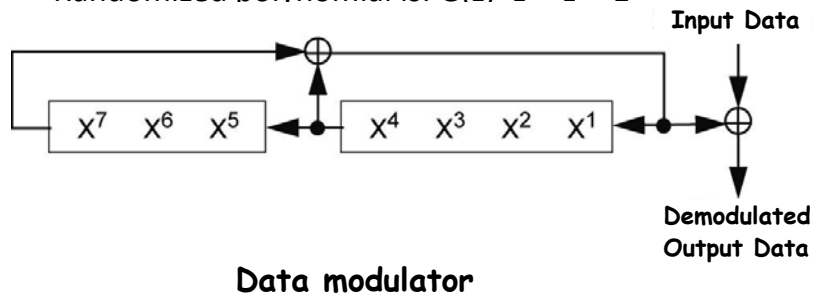 Input Data
X⁷ X⁶ X⁵ X⁴ X³ X² X¹
Demodulated
Output Data
Data modulator